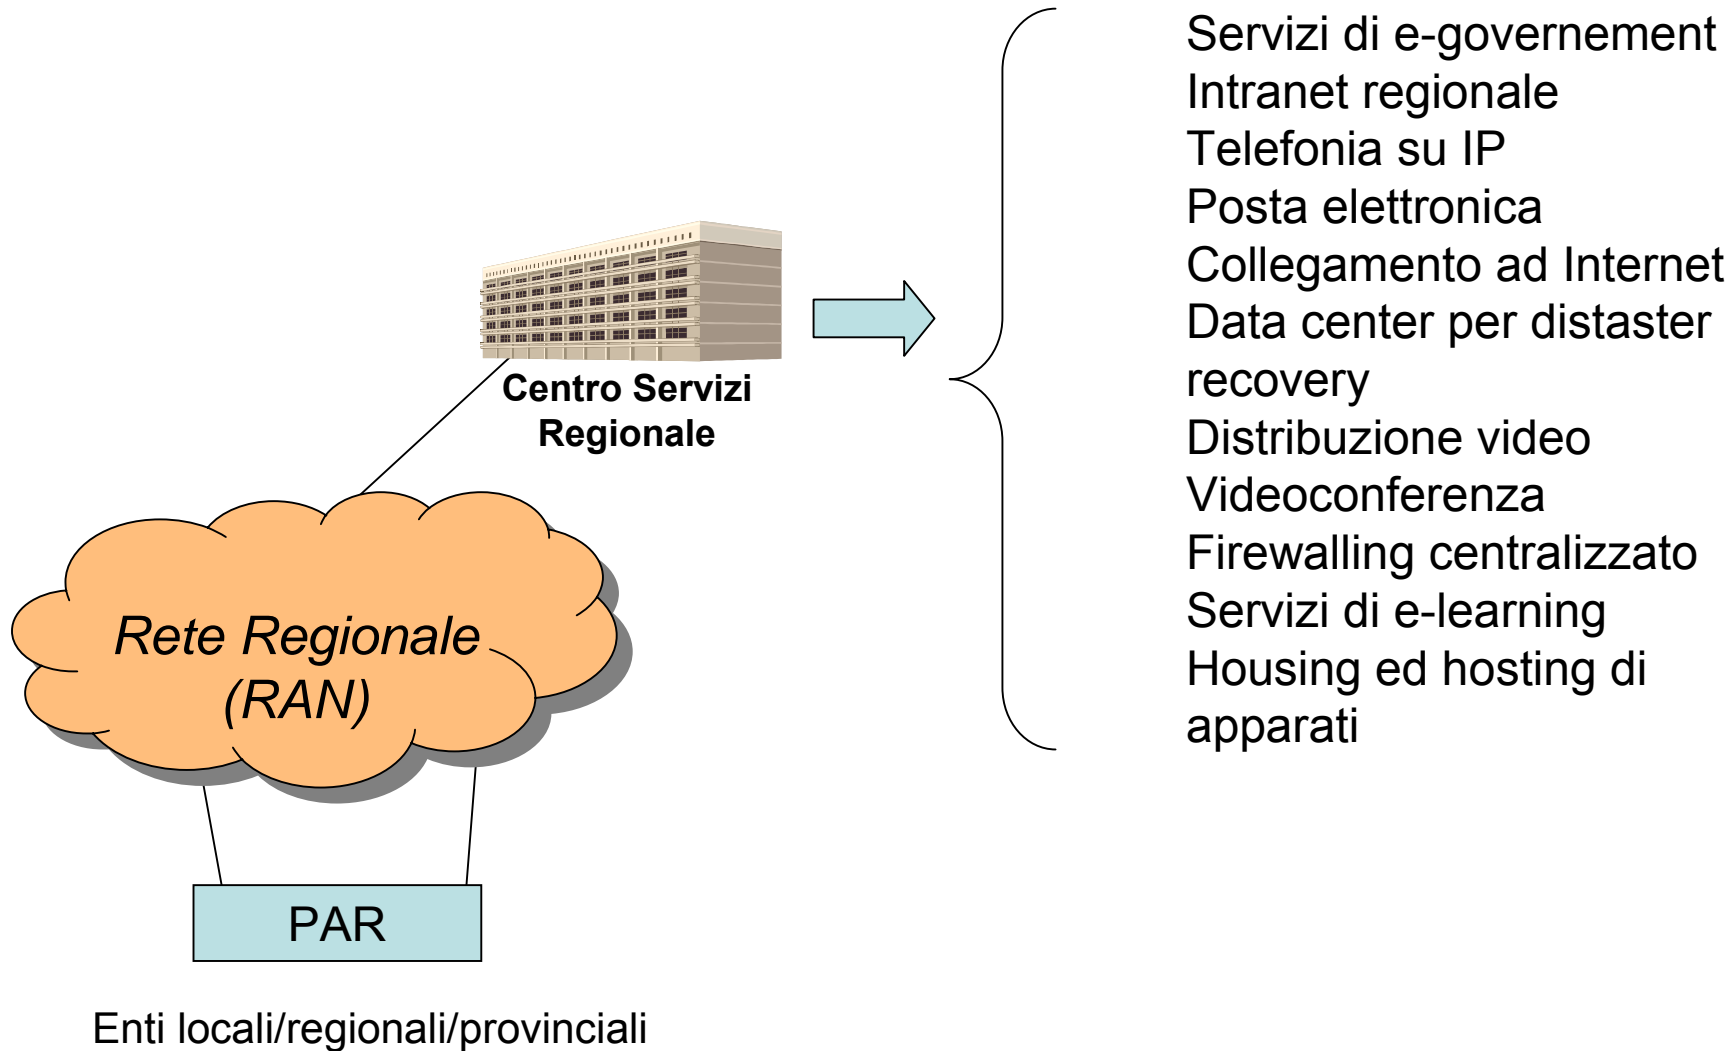 Servizi di e-governement
Intranet regionale
Telefonia su IP
Posta elettronica
Collegamento ad Internet
Data center per distaster
recovery
Distribuzione video
Videoconferenza
Firewalling centralizzato
Servizi di e-learning
Housing ed hosting di
apparati
Centro Servizi
Regionale
Rete Regionale
(RAN)
PAR
Enti locali/regionali/provinciali